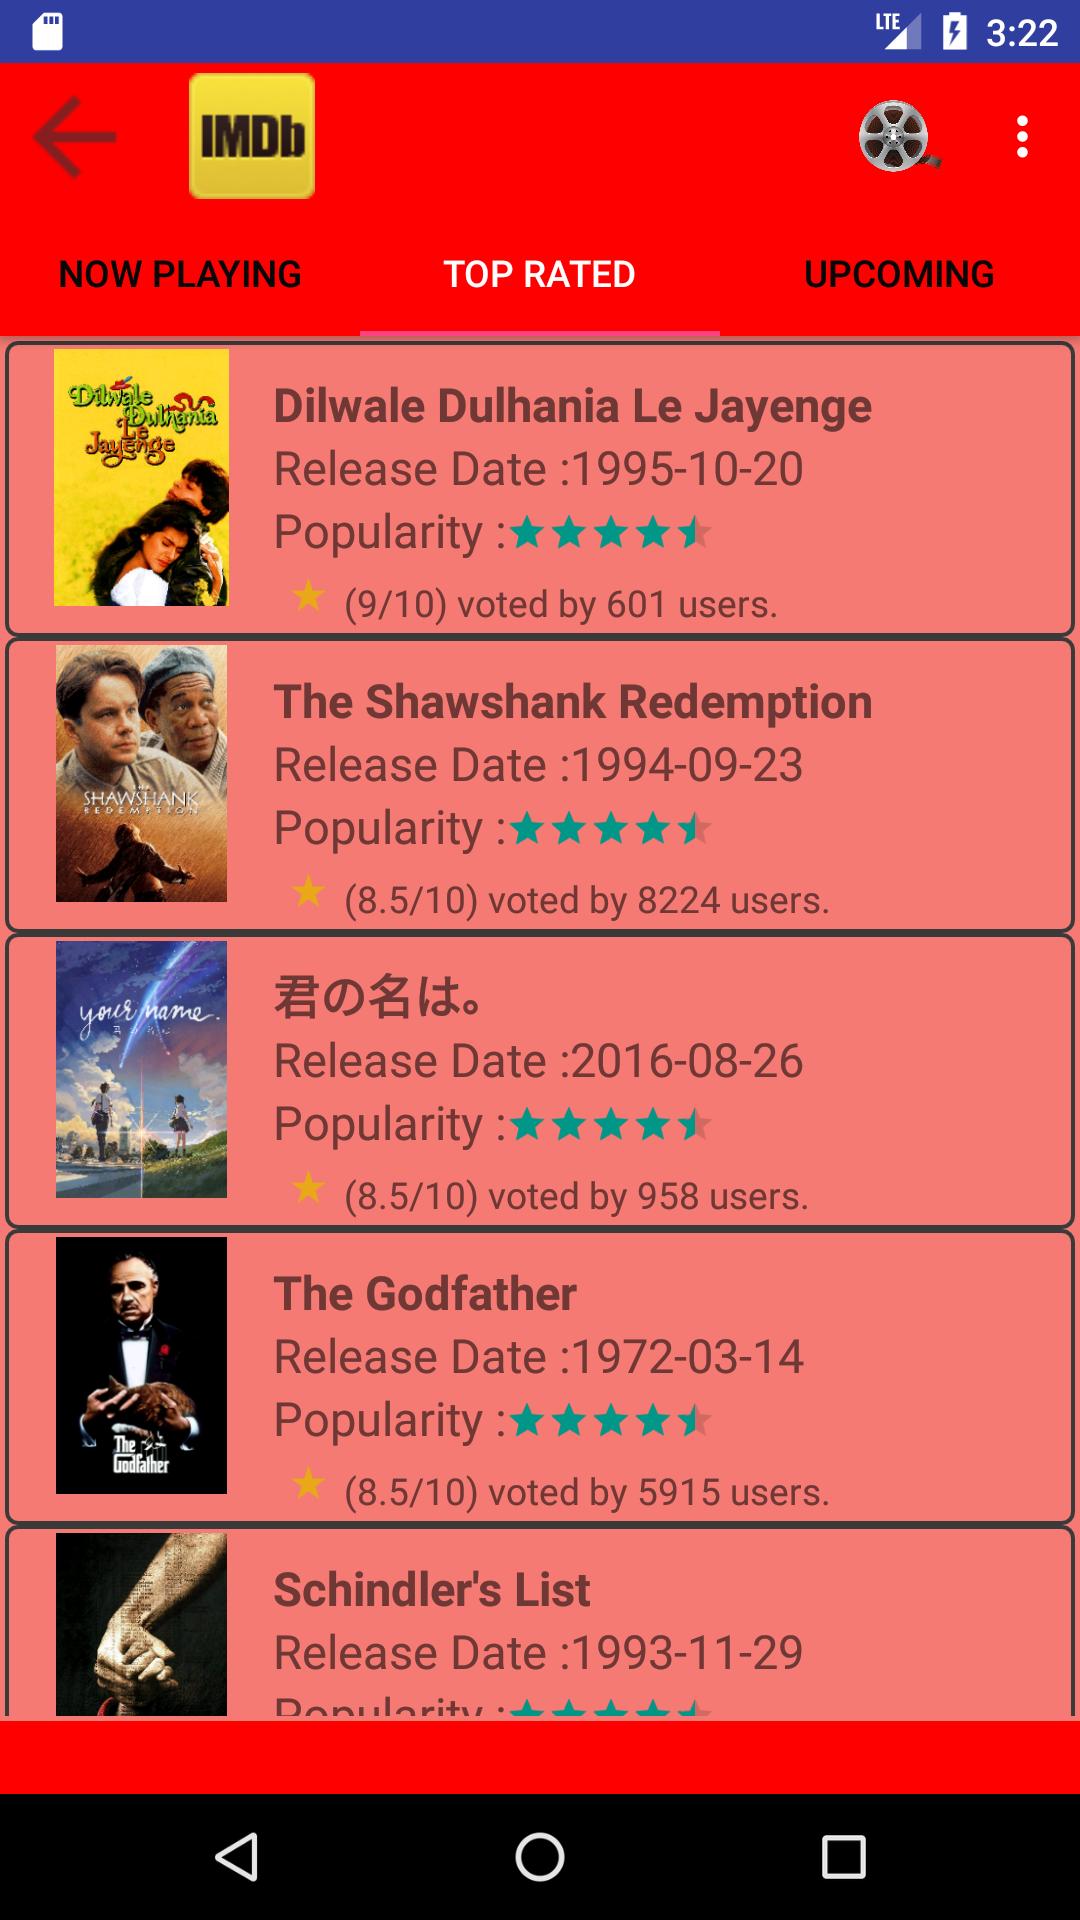 LTE 3:22
IMDb
NOW PLAYING TOP RATED UPCOMING
Dilwale
Dulhania
Le
Jayenge
Dilwale Dulhania Le Jayenge
Release Date :1995-10-20
Popularity :
(9/10) voted by 601 users.
THE
SHAWSHANK
REDEMPTION
The Shawshank Redemption
Release Date :1994-09-23
Popularity :
(8.5/10) voted by 8224 users.
your name.
君の名は。
Release Date :2016-08-26
Popularity :
(8.5/10) voted by 958 users.
The
Godfather
The Godfather
Release Date :1972-03-14
Popularity :
(8.5/10) voted by 5915 users.
Schindler's List
Release Date :1993-11-29
Popularity :